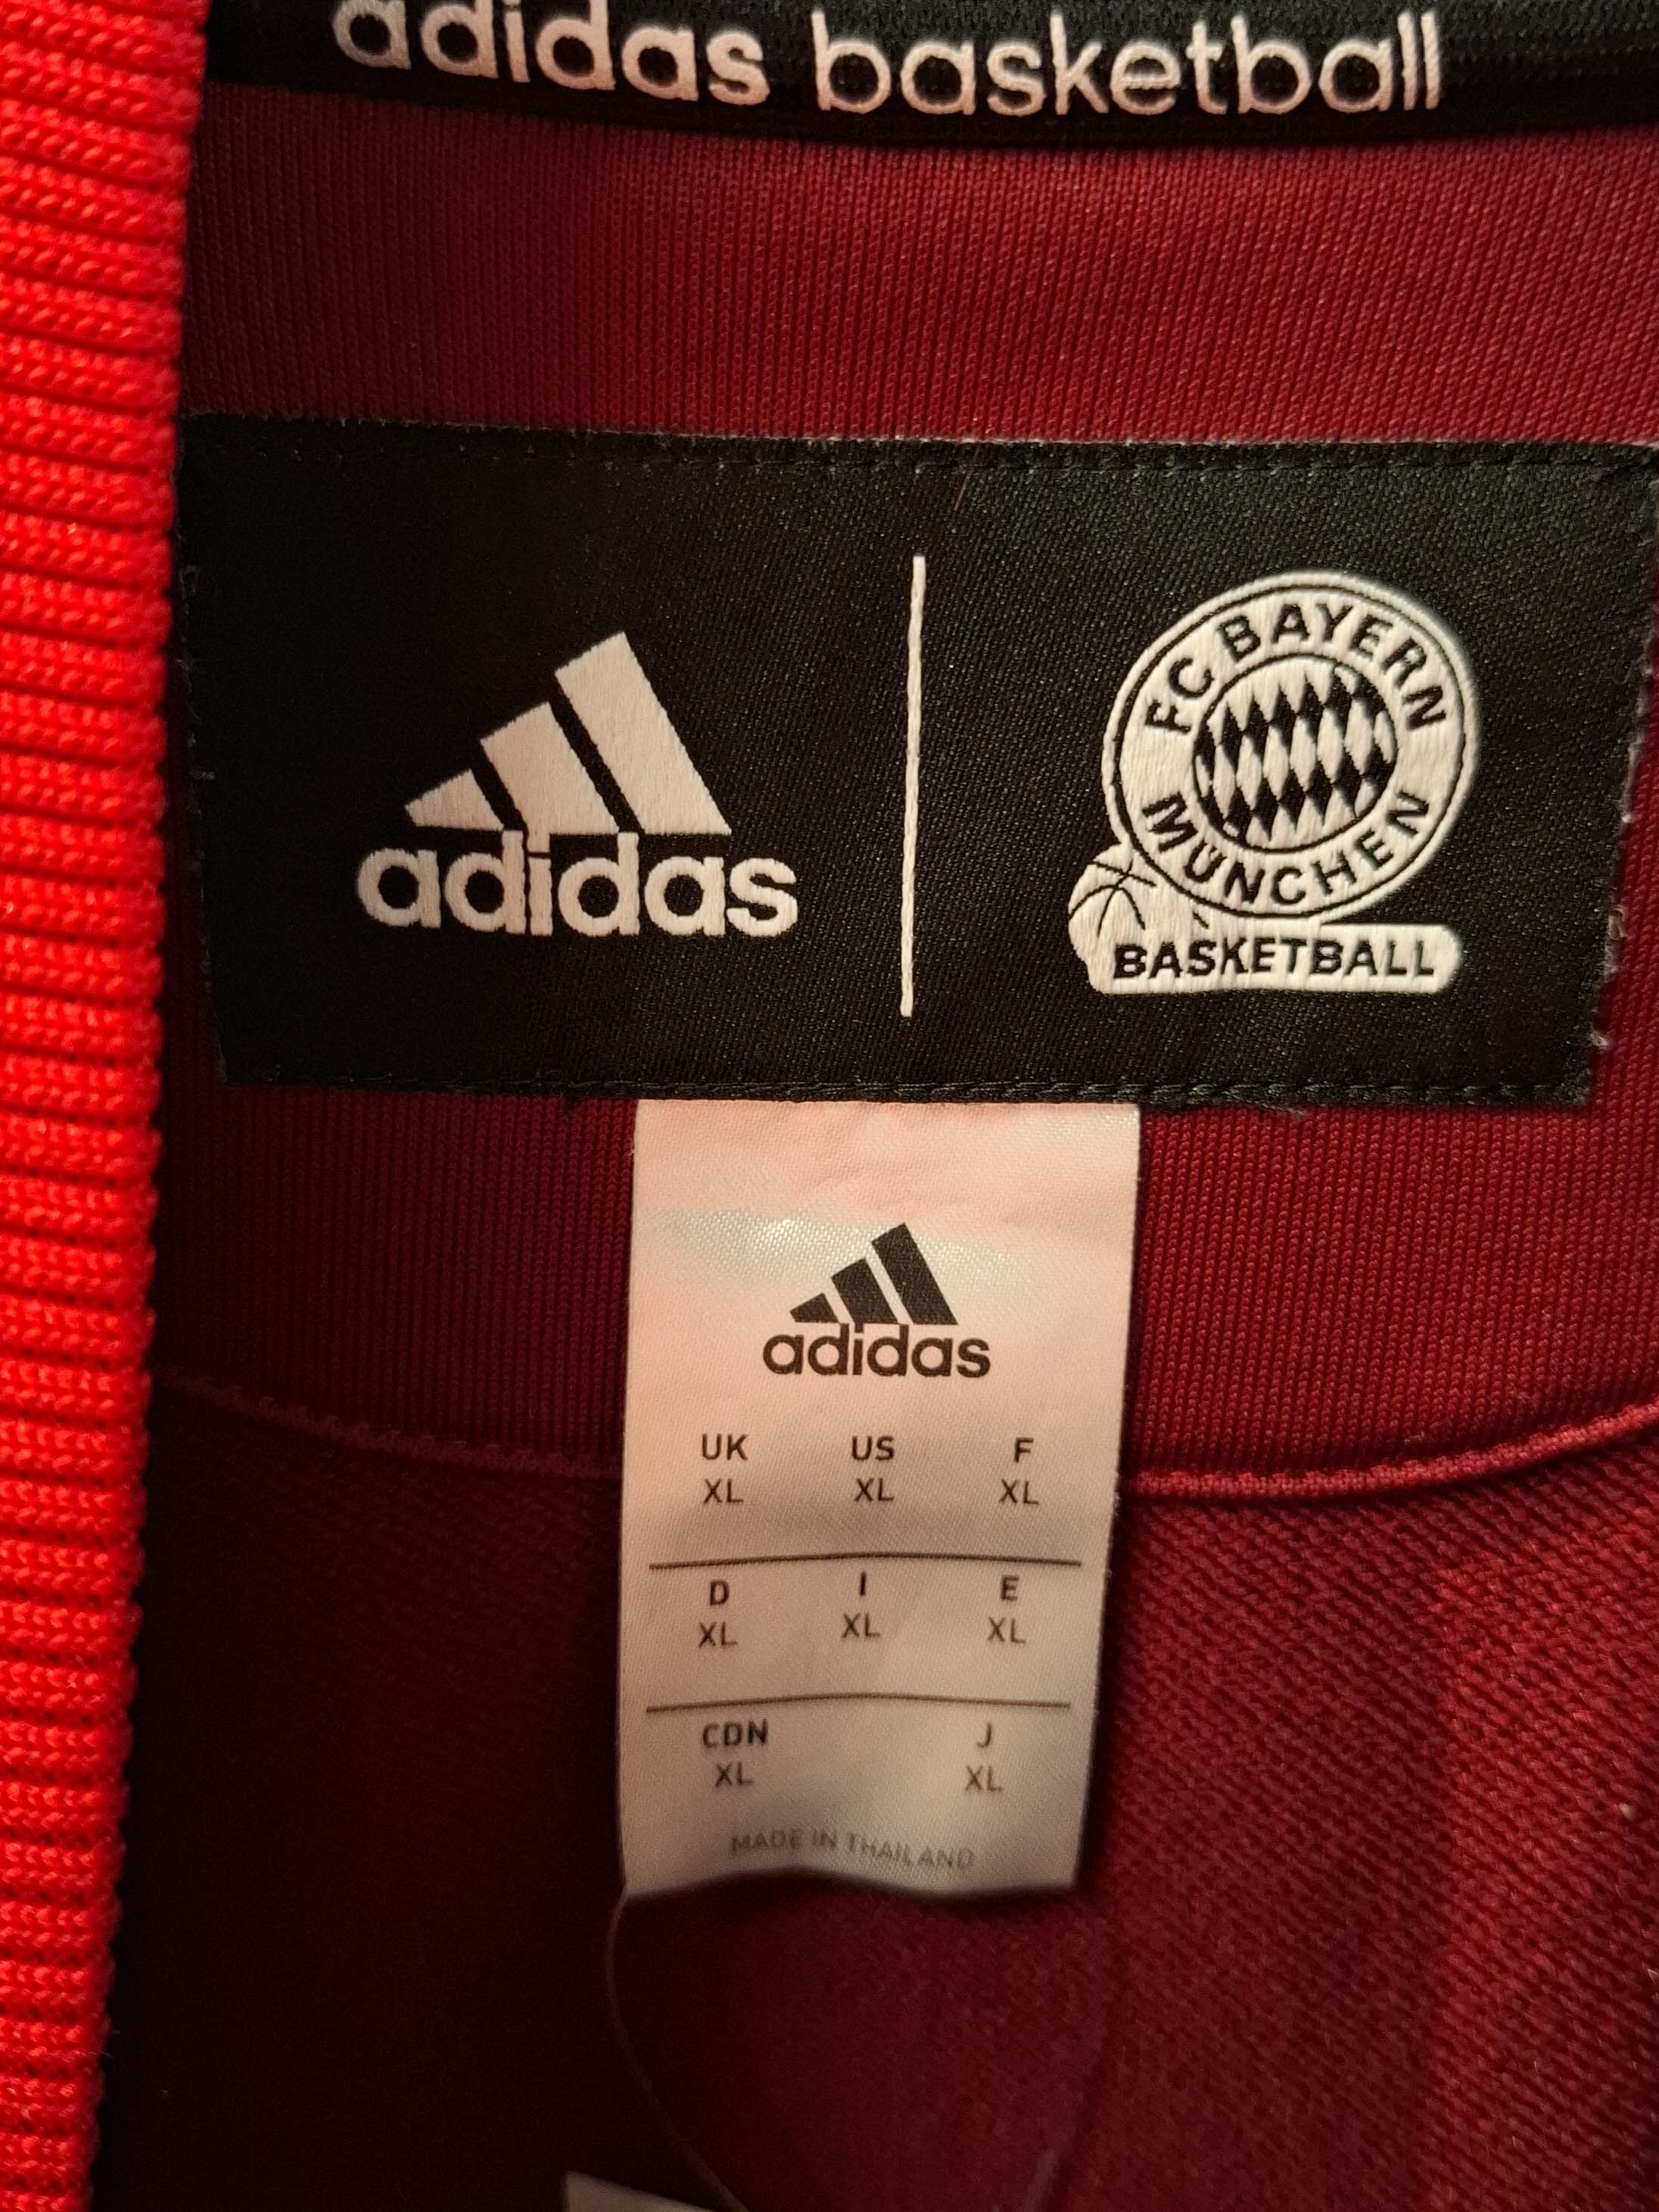 adidas basketball
adidas
FC BAYERN
MÜNCHEN
BASKETBALL
adidas
UK US F
XL XL XL
D I E
XL XL XL
CDN J
XL XL
MADE IN THAILAND